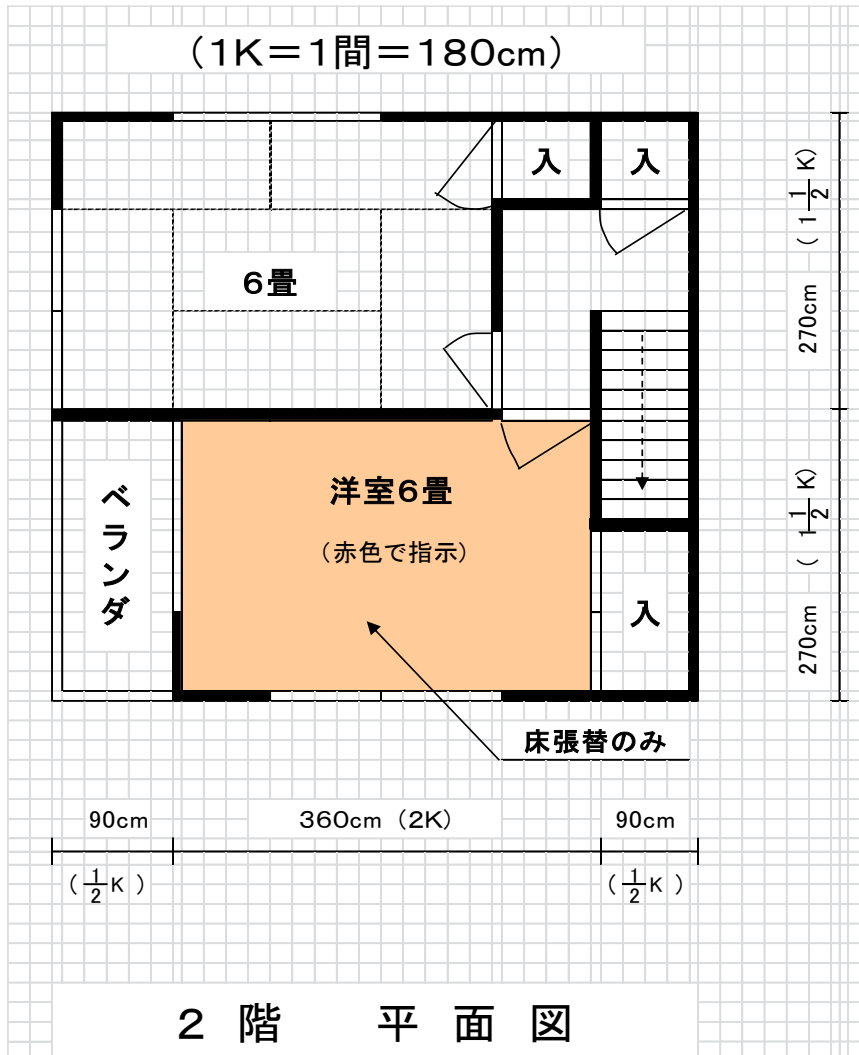 （1K＝1間＝180cm）
入
入
6畳
270cm （1 1/2 K）
洋室6畳
（赤色で指示）
ベランダ
入
270cm （1 1/2 K）
床張替のみ
90cm
360cm（2K）
90cm
（1/2 K）
（1/2 K）
2階 平面図